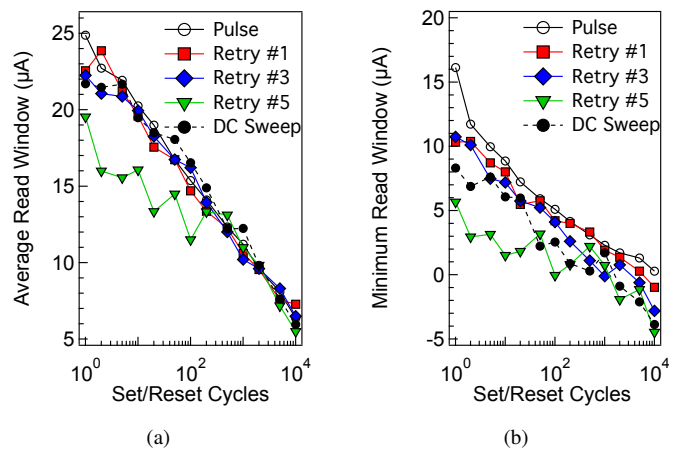 25
20
15
10
5
Average Read Window (µA)
Pulse
Retry #1
Retry #3
Retry #5
DC Sweep
10^0
10^2
10^4
Set/Reset Cycles
(a)
20
15
10
5
0
-5
Minimum Read Window (µA)
Pulse
Retry #1
Retry #3
Retry #5
DC Sweep
10^0
10^2
10^4
Set/Reset Cycles
(b)